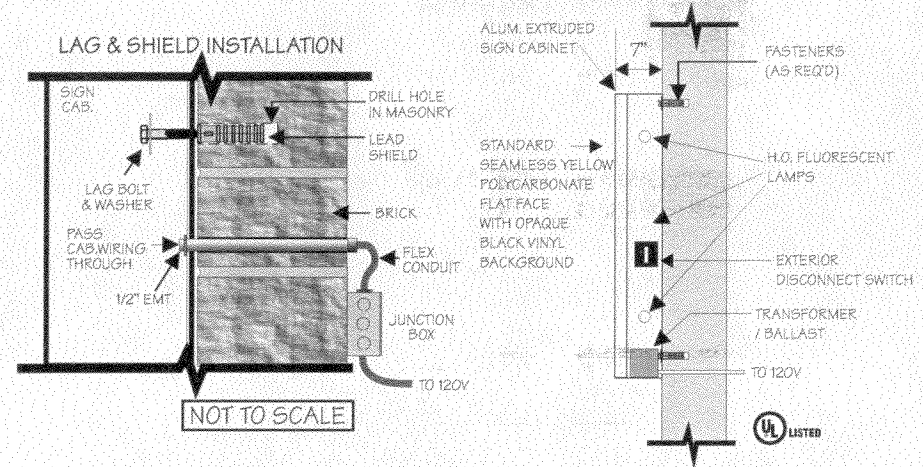 LAG & SHIELD INSTALLATION
SIGN
CAB.
DRILL HOLE
IN MASONRY
LEAD
SHIELD
LAG BOLT
& WASHER
BRICK
PASS
CAB.WIRING
THROUGH
1/2" EMT
FLEX
CONDUIT
JUNCTION
BOX
TO 120V
NOT TO SCALE
ALUM. EXTRUDED
SIGN CABINET
7"
FASTENERS
(AS REQ'D)
STANDARD
SEAMLESS YELLOW
POLYCARBONATE
FLAT FACE
WITH OPAQUE
BLACK VINYL
BACKGROUND
H.O. FLUORESCENT
LAMPS
EXTERIOR
DISCONNECT SWITCH
TRANSFORMER
/ BALLAST
TO 120V
UL LISTED